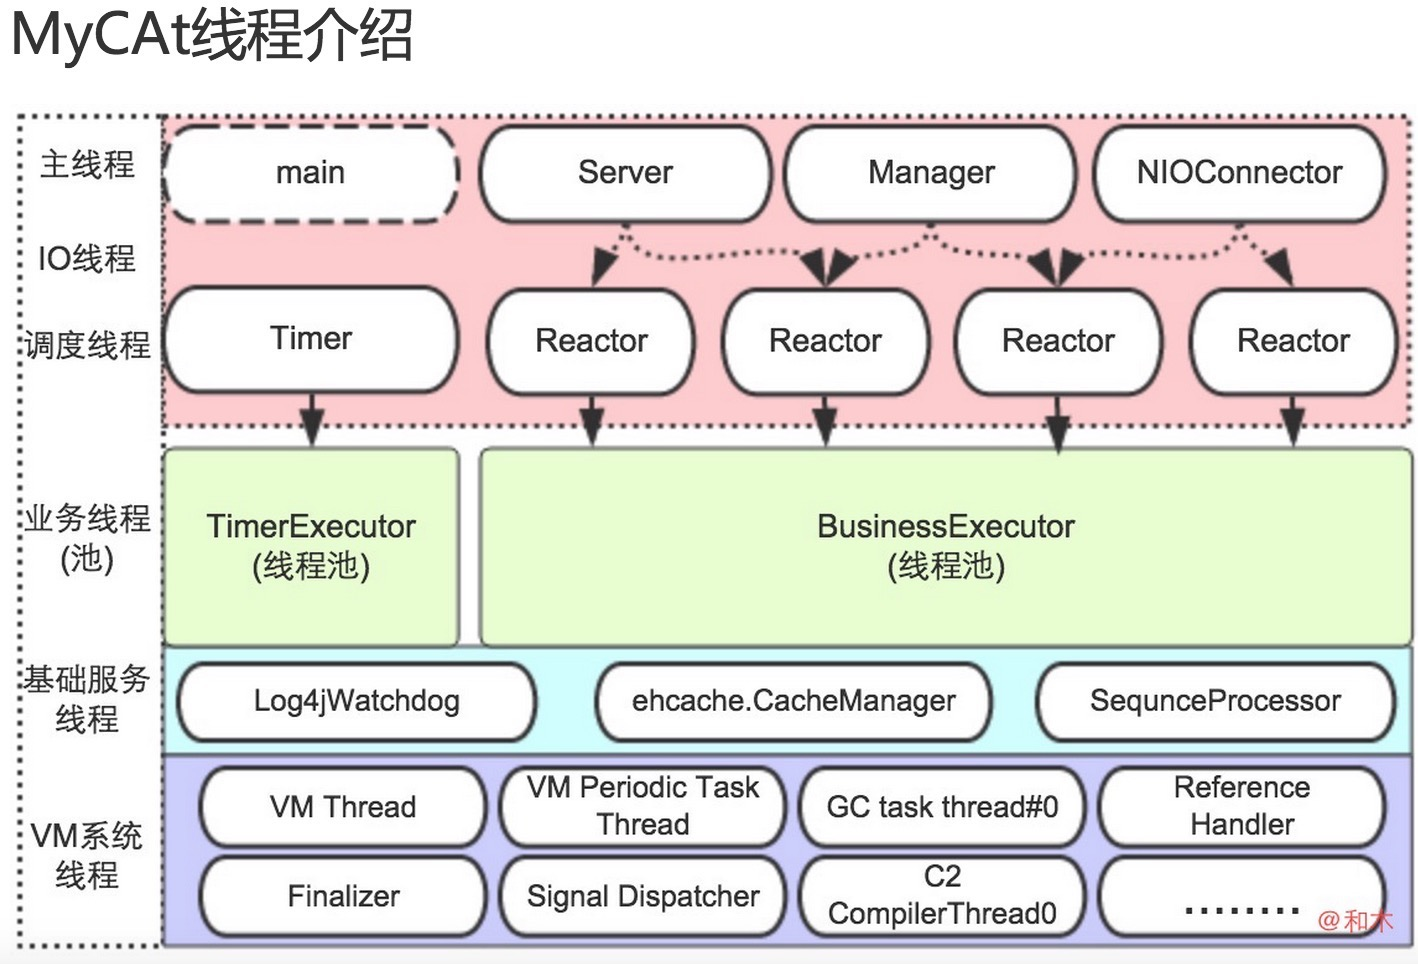 MyCAt线程介绍
主线程
main
Server
Manager
NIOConnector
IO线程
调度线程
Timer
Reactor
Reactor
Reactor
Reactor
业务线程
(池)
TimerExecutor
(线程池)
BusinessExecutor
(线程池)
基础服务
线程
Log4jWatchdog
ehcache.CacheManager
SequnceProcessor
VM系统
线程
VM Thread
VM Periodic Task
Thread
GC task thread#0
Reference
Handler
Finalizer
Signal Dispatcher
C2
CompilerThread0
........
@和木